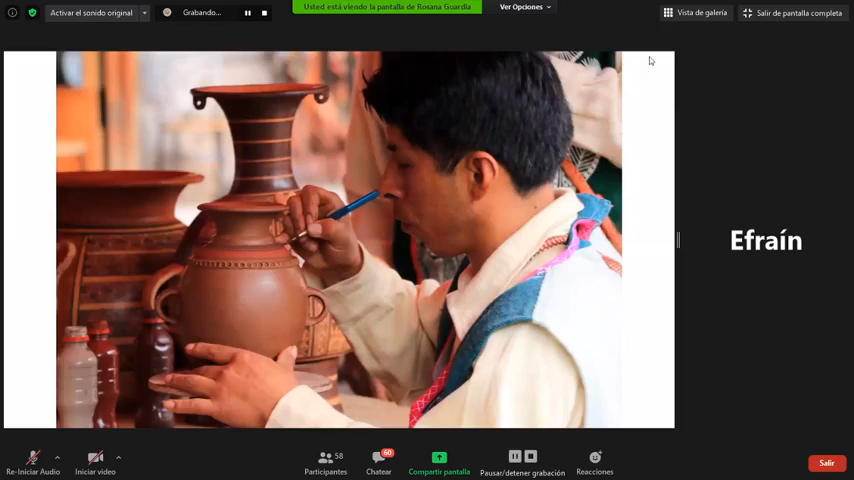 Activar el sonido original
Grabando...
Usted está viendo la pantalla de Rosana Guardia
Ver Opciones
Vista de galería
Salir de pantalla completa
Efraín
Re-Iniciar Audio
Iniciar video
58
Participantes
60
Chatear
Compartir pantalla
Pausar/detener grabación
Reacciones
Salir